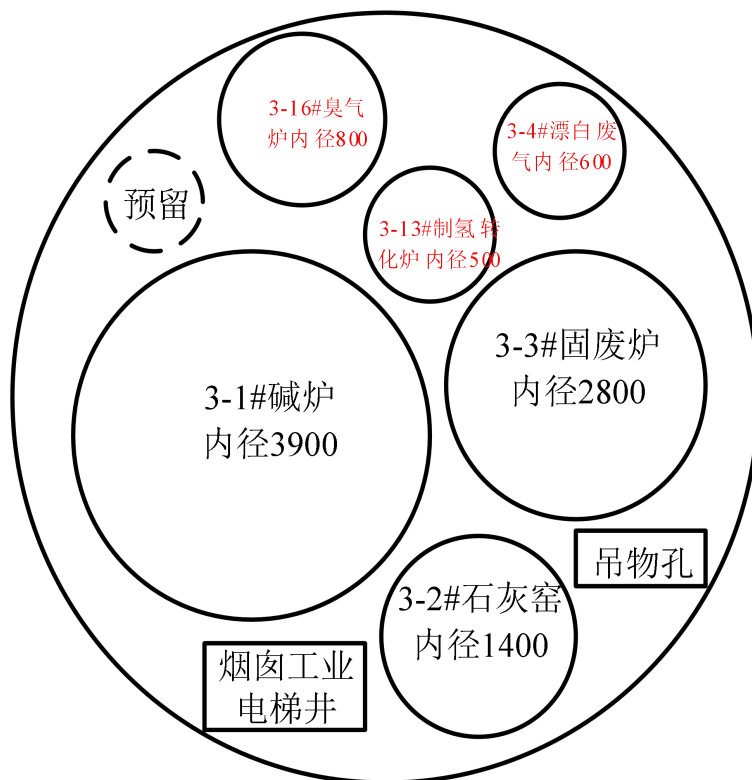 3-16#臭气
炉内径800
3-4#漂白废
气内径600
预留
3-13#制氢转
化炉内径500
3-3#固废炉
内径2800
3-1#碱炉
内径3900
吊物孔
3-2#石灰窑
内径1400
烟囱工业
电梯井